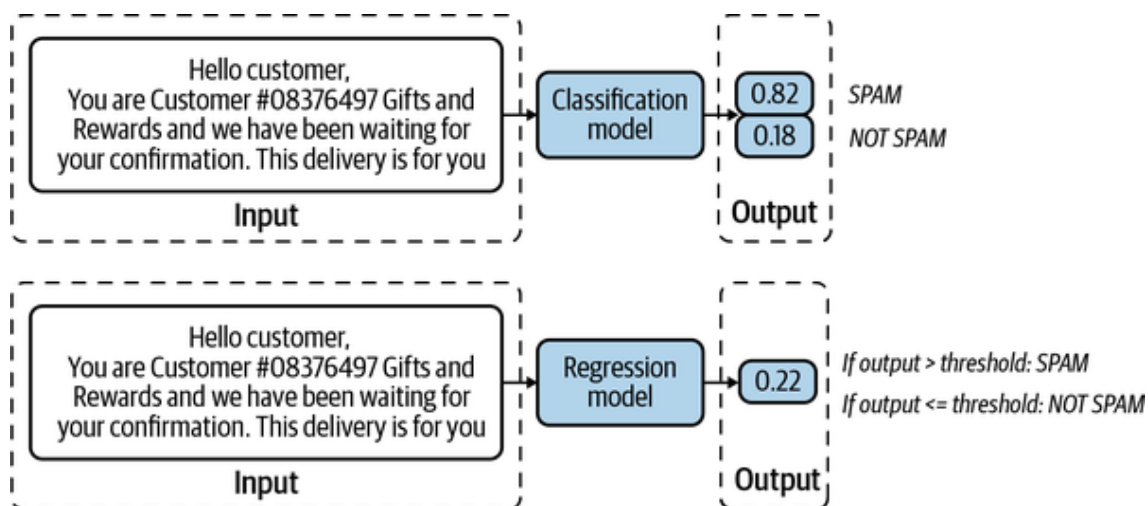 Hello customer,
You are Customer #08376497 Gifts and
Rewards and we have been waiting for
your confirmation. This delivery is for you
Input
Classification
model
0.82
0.18
Output
SPAM
NOT SPAM
Hello customer,
You are Customer #08376497 Gifts and
Rewards and we have been waiting for
your confirmation. This delivery is for you
Input
Regression
model
0.22
Output
If output > threshold: SPAM
If output <= threshold: NOT SPAM